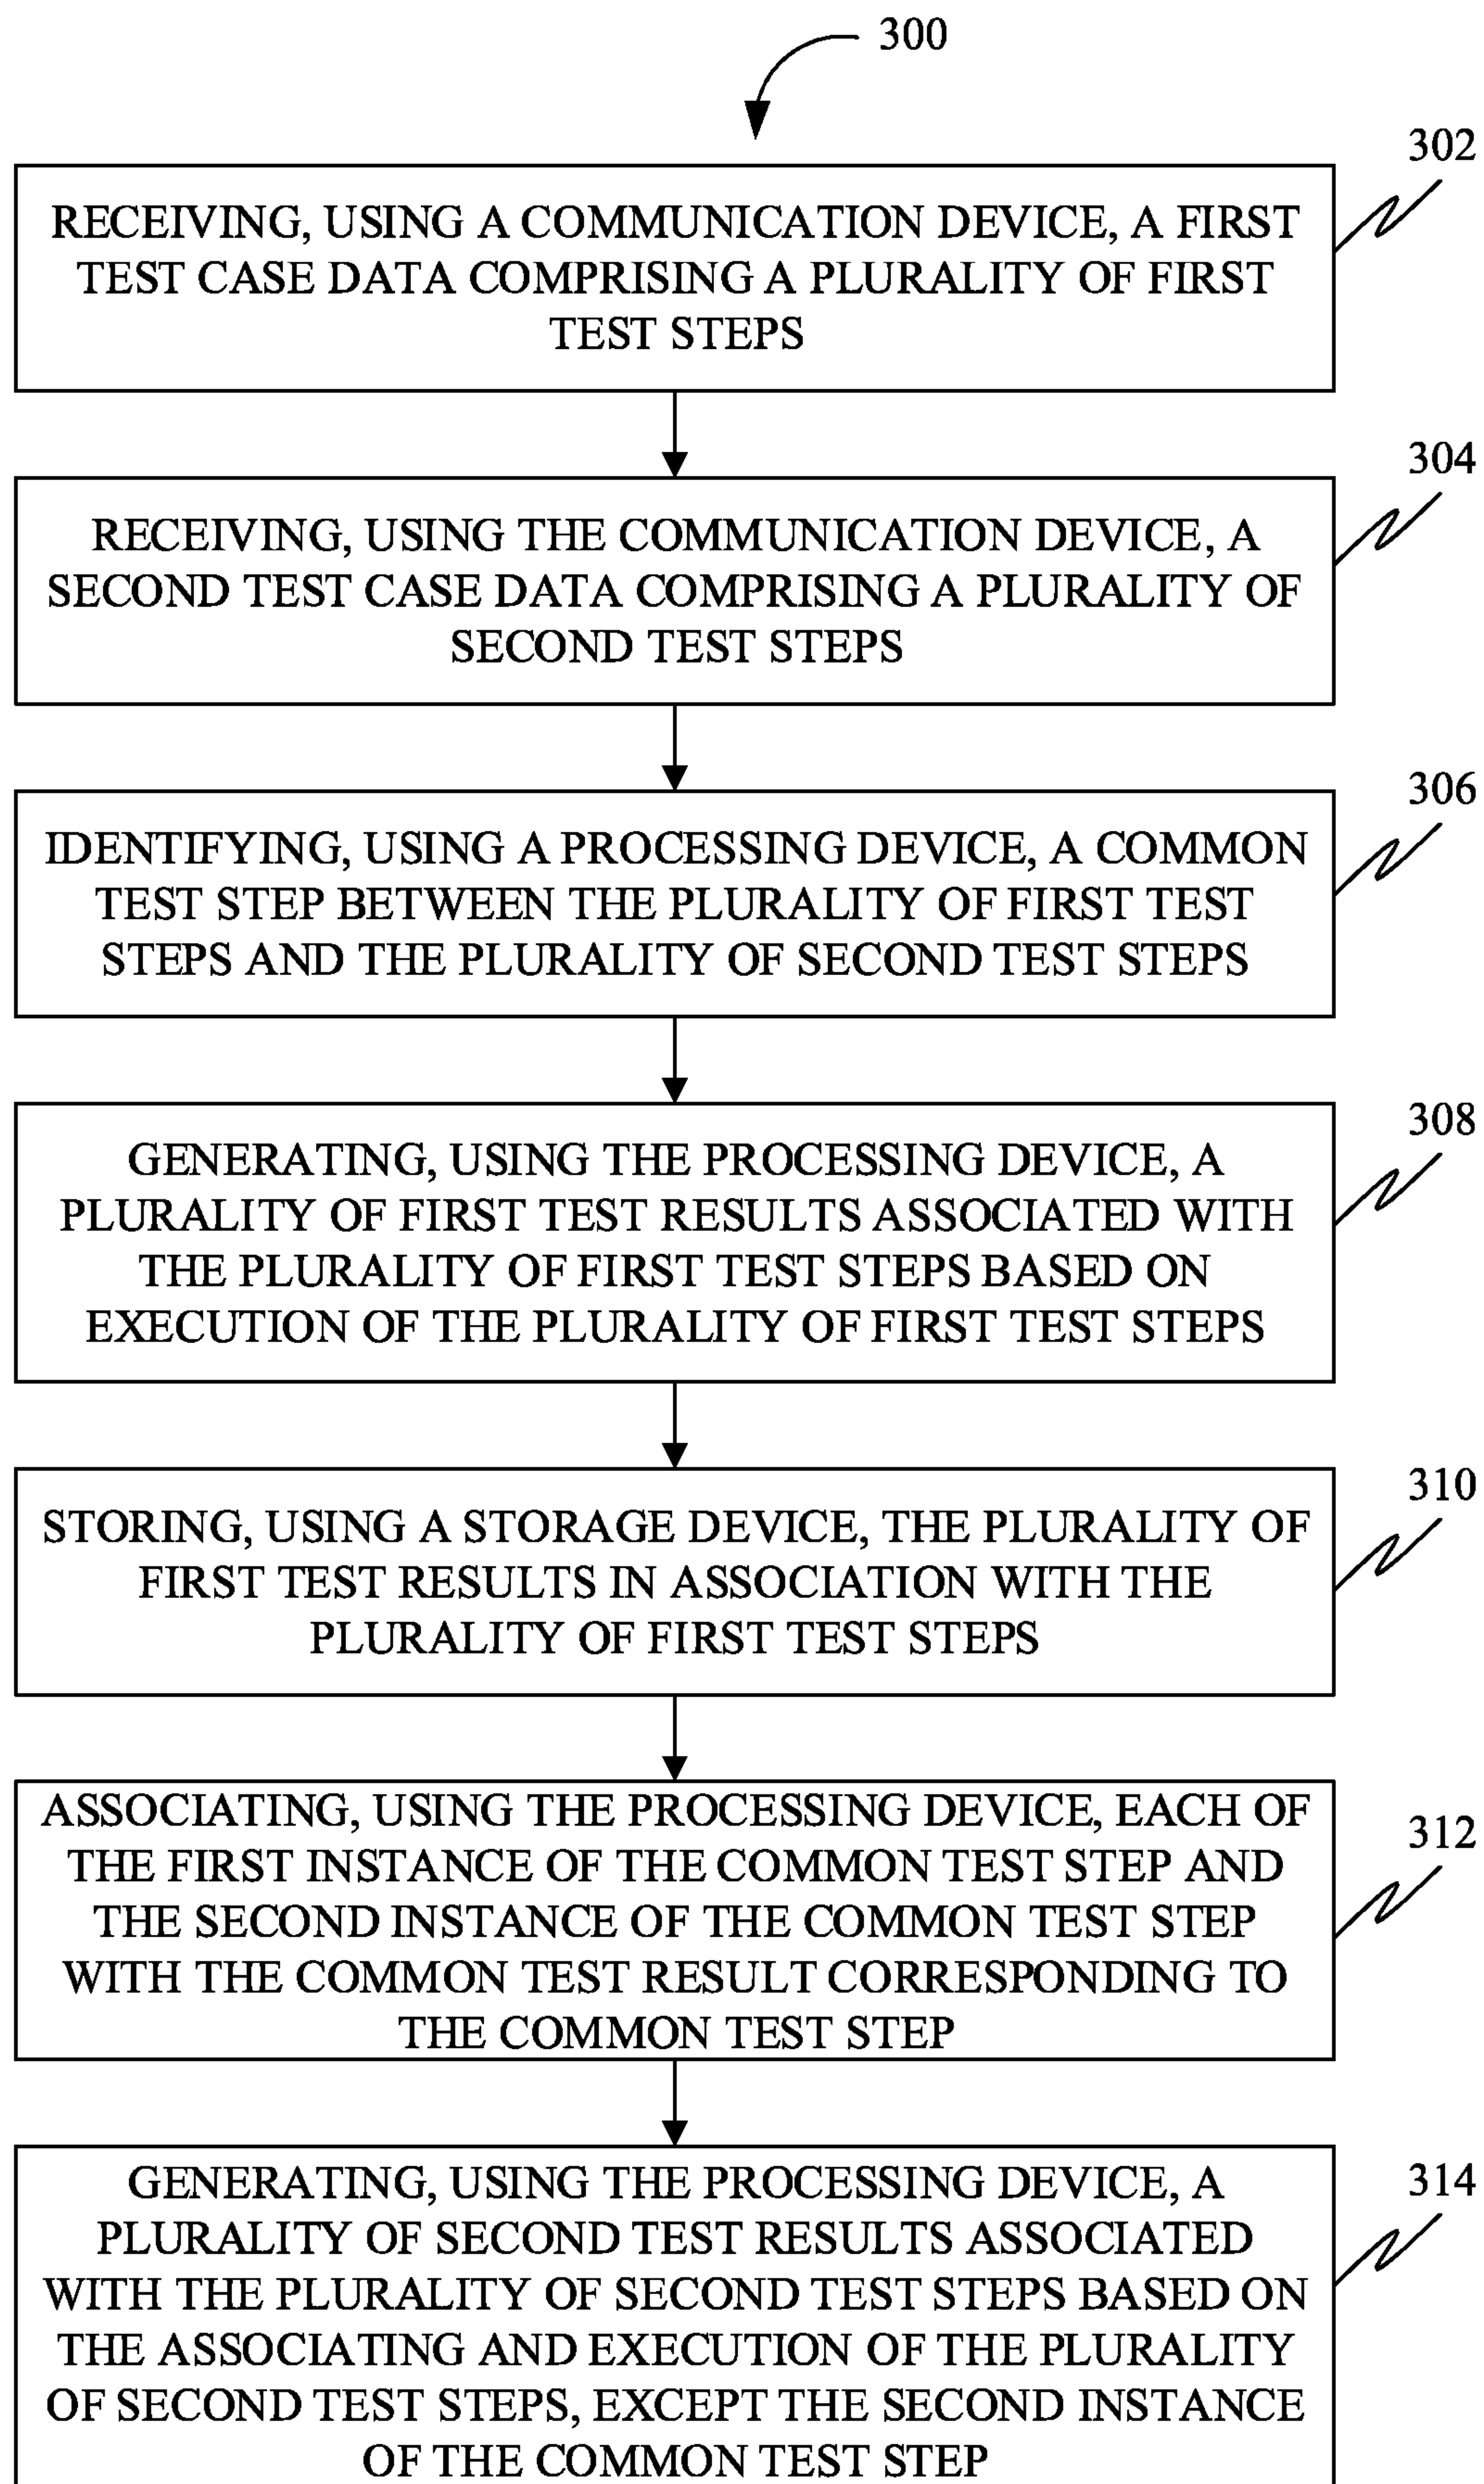 300
302
RECEIVING, USING A COMMUNICATION DEVICE, A FIRST
TEST CASE DATA COMPRISING A PLURALITY OF FIRST
TEST STEPS
304
RECEIVING, USING THE COMMUNICATION DEVICE, A
SECOND TEST CASE DATA COMPRISING A PLURALITY OF
SECOND TEST STEPS
306
IDENTIFYING, USING A PROCESSING DEVICE, A COMMON
TEST STEP BETWEEN THE PLURALITY OF FIRST TEST
STEPS AND THE PLURALITY OF SECOND TEST STEPS
308
GENERATING, USING THE PROCESSING DEVICE, A
PLURALITY OF FIRST TEST RESULTS ASSOCIATED WITH
THE PLURALITY OF FIRST TEST STEPS BASED ON
EXECUTION OF THE PLURALITY OF FIRST TEST STEPS
310
STORING, USING A STORAGE DEVICE, THE PLURALITY OF
FIRST TEST RESULTS IN ASSOCIATION WITH THE
PLURALITY OF FIRST TEST STEPS
312
ASSOCIATING, USING THE PROCESSING DEVICE, EACH OF
THE FIRST INSTANCE OF THE COMMON TEST STEP AND
THE SECOND INSTANCE OF THE COMMON TEST STEP
WITH THE COMMON TEST RESULT CORRESPONDING TO
THE COMMON TEST STEP
314
GENERATING, USING THE PROCESSING DEVICE, A
PLURALITY OF SECOND TEST RESULTS ASSOCIATED
WITH THE PLURALITY OF SECOND TEST STEPS BASED ON
THE ASSOCIATING AND EXECUTION OF THE PLURALITY
OF SECOND TEST STEPS, EXCEPT THE SECOND INSTANCE
OF THE COMMON TEST STEP